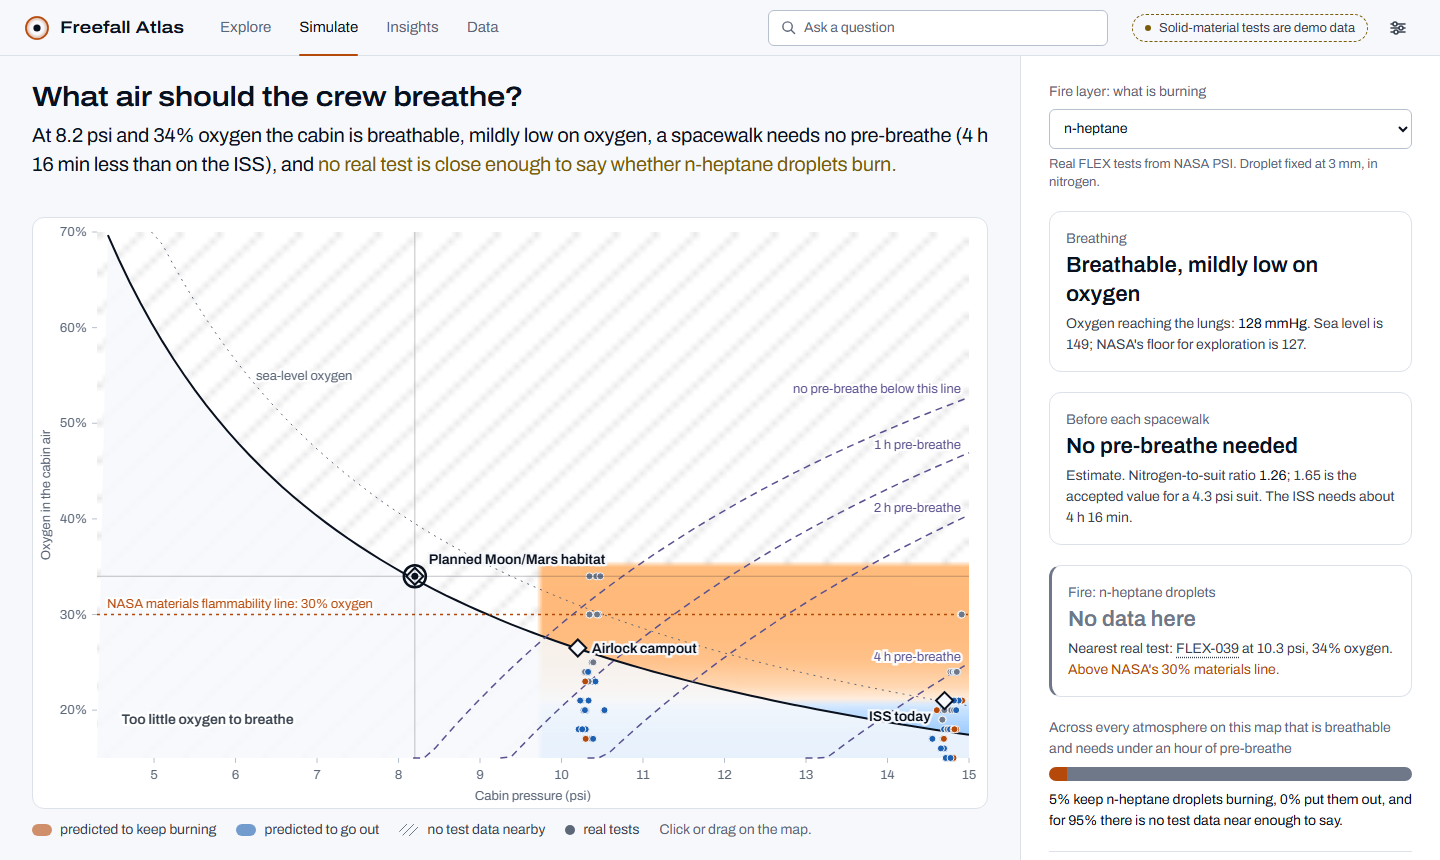 Freefall Atlas
Explore
Simulate
Insights
Data
Ask a question
Solid-material tests are demo data
What air should the crew breathe?
At 8.2 psi and 34% oxygen the cabin is breathable, mildly low on oxygen, a spacewalk needs no pre-breathe (4 h
16 min less than on the ISS), and no real test is close enough to say whether n-heptane droplets burn.
70%
60%
50%
40%
30%
20%
Oxygen in the cabin air
sea-level oxygen
no pre-breathe below this line
1 h pre-breathe
2 h pre-breathe
Planned Moon/Mars habitat
NASA materials flammability line: 30% oxygen
Airlock campout
4 h pre-breathe
ISS today
Too little oxygen to breathe
5
6
7
8
9
10
11
12
13
14
15
Cabin pressure (psi)
predicted to keep burning
predicted to go out
no test data nearby
real tests
Click or drag on the map.
Fire layer: what is burning
n-heptane
Real FLEX tests from NASA PSI. Droplet fixed at 3 mm, in
nitrogen.
Breathing
Breathable, mildly low on
oxygen
Oxygen reaching the lungs: 128 mmHg. Sea level is
149; NASA's floor for exploration is 127.
Before each spacewalk
No pre-breathe needed
Estimate. Nitrogen-to-suit ratio 1.26; 1.65 is the
accepted value for a 4.3 psi suit. The ISS needs about
4 h 16 min.
Fire: n-heptane droplets
No data here
Nearest real test: FLEX-039 at 10.3 psi, 34% oxygen.
Above NASA's 30% materials line.
Across every atmosphere on this map that is breathable
and needs under an hour of pre-breathe
5% keep n-heptane droplets burning, 0% put them out, and
for 95% there is no test data near enough to say.